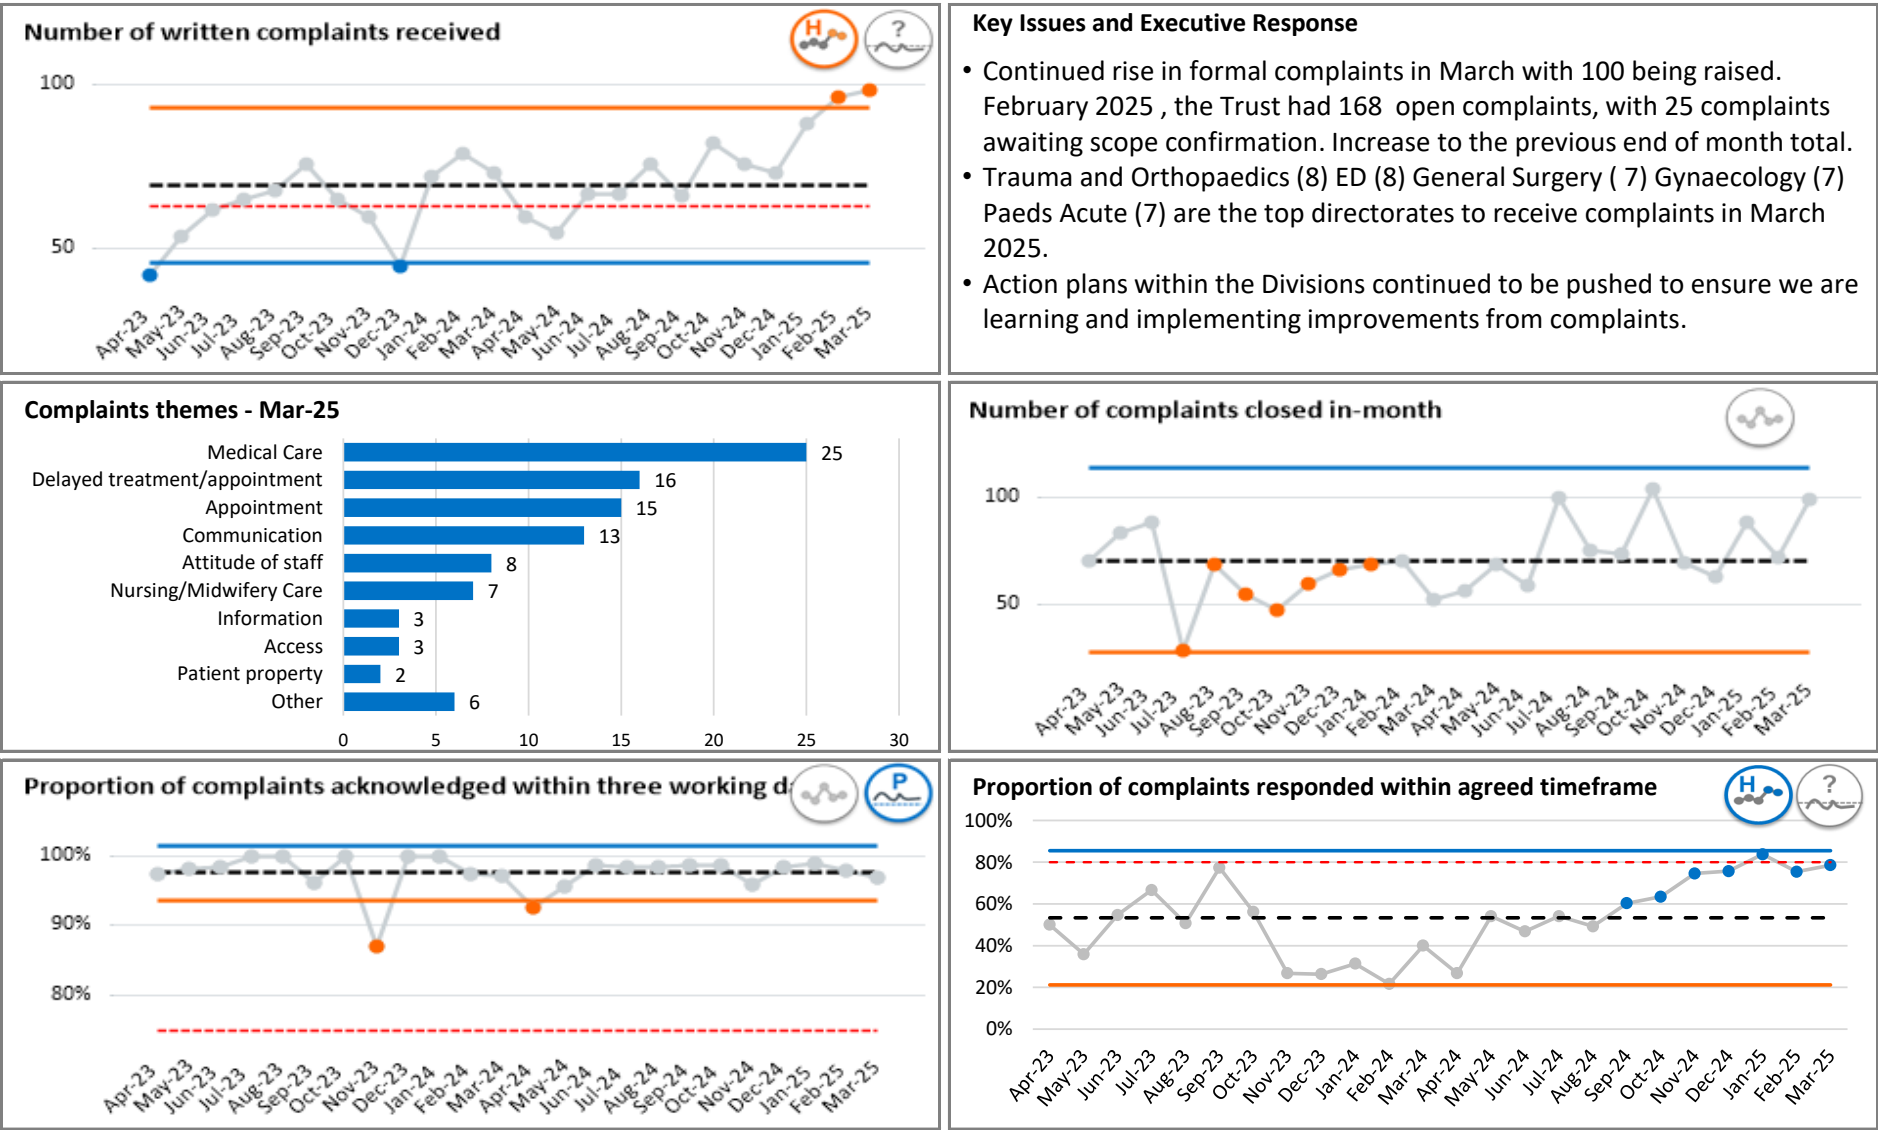 Number of written complaints received
H
?
100
50
Apr-23
May-23
Jun-23
Jul-23
Aug-23
Sep-23
Oct-23
Nov-23
Dec-23
Jan-24
Feb-24
Mar-24
Apr-24
May-24
Jun-24
Jul-24
Aug-24
Sep-24
Oct-24
Nov-24
Dec-24
Jan-25
Feb-25
Mar-25
Key Issues and Executive Response
• Continued rise in formal complaints in March with 100 being raised.
February 2025 , the Trust had 168 open complaints, with 25 complaints
awaiting scope confirmation. Increase to the previous end of month total.
• Trauma and Orthopaedics (8) ED (8) General Surgery ( 7) Gynaecology (7)
Paeds Acute (7) are the top directorates to receive complaints in March
2025.
• Action plans within the Divisions continued to be pushed to ensure we are
learning and implementing improvements from complaints.
Complaints themes - Mar-25
Medical Care 25
Delayed treatment/appointment 16
Appointment 15
Communication 13
Attitude of staff 8
Nursing/Midwifery Care 7
Information 3
Access 3
Patient property 2
Other 6
0 5 10 15 20 25 30
Number of complaints closed in-month
100
50
Apr-23
May-23
Jun-23
Jul-23
Aug-23
Sep-23
Oct-23
Nov-23
Dec-23
Jan-24
Feb-24
Mar-24
Apr-24
May-24
Jun-24
Jul-24
Aug-24
Sep-24
Oct-24
Nov-24
Dec-24
Jan-25
Feb-25
Mar-25
Proportion of complaints acknowledged within three working d
P
100%
90%
80%
Apr-23
May-23
Jun-23
Jul-23
Aug-23
Sep-23
Oct-23
Nov-23
Dec-23
Jan-24
Feb-24
Mar-24
Apr-24
May-24
Jun-24
Jul-24
Aug-24
Sep-24
Oct-24
Nov-24
Dec-24
Jan-25
Feb-25
Mar-25
Proportion of complaints responded within agreed timeframe
H
?
100%
80%
60%
40%
20%
0%
Apr-23
May-23
Jun-23
Jul-23
Aug-23
Sep-23
Oct-23
Nov-23
Dec-23
Jan-24
Feb-24
Mar-24
Apr-24
May-24
Jun-24
Jul-24
Aug-24
Sep-24
Oct-24
Nov-24
Dec-24
Jan-25
Feb-25
Mar-25